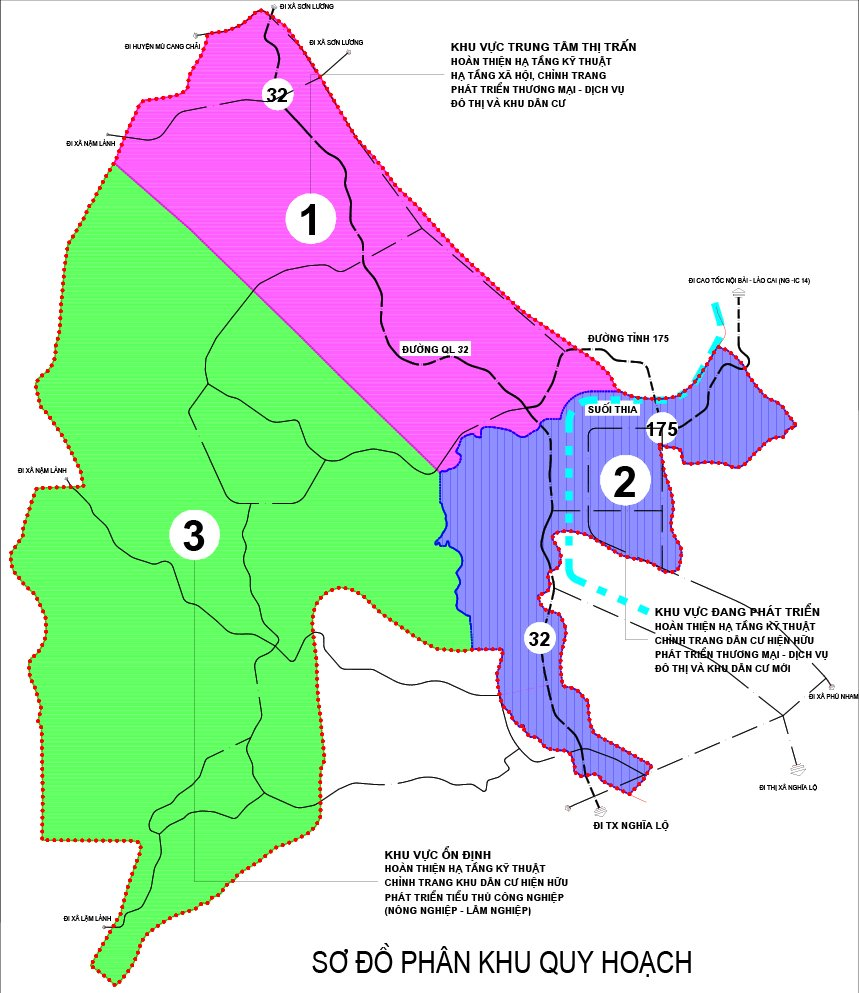 ĐI XÃ SƠN LƯƠNG
ĐI HUYỆN MÙ CANG CHẢI
ĐI XÃ SƠN LƯƠNG
KHU VỰC TRUNG TÂM THỊ TRẤN
HOÀN THIỆN HẠ TẦNG KỸ THUẬT
HẠ TẦNG XÃ HỘI, CHỈNH TRANG
PHÁT TRIỂN THƯƠNG MẠI - DỊCH VỤ
ĐÔ THỊ VÀ KHU DÂN CƯ
32
ĐI XÃ NẬM LÀNH
1
ĐI CAO TỐC NỘI BÀI - LÀO CAI (NG -IC 14)
ĐƯỜNG TỈNH 175
ĐƯỜNG QL 32
SUỐI THIA
175
2
ĐI XÃ NẬM LÀNH
3
KHU VỰC ĐANG PHÁT TRIỂN
HOÀN THIỆN HẠ TẦNG KỸ THUẬT
CHỈNH TRANG DÂN CƯ HIỆN HỮU
PHÁT TRIỂN THƯƠNG MẠI - DỊCH VỤ
ĐÔ THỊ VÀ KHU DÂN CƯ MỚI
32
ĐI XÃ PHÙ NHAM
ĐI THỊ XÃ NGHĨA LỘ
ĐI TX NGHĨA LỘ
KHU VỰC ỔN ĐỊNH
HOÀN THIỆN HẠ TẦNG KỸ THUẬT
CHỈNH TRANG KHU DÂN CƯ HIỆN HỮU
PHÁT TRIỂN TIỂU THỦ CÔNG NGHIỆP
(NÔNG NGHIỆP - LÂM NGHIỆP)
ĐI XÃ LẬM LÀNH
SƠ ĐỒ PHÂN KHU QUY HOẠCH